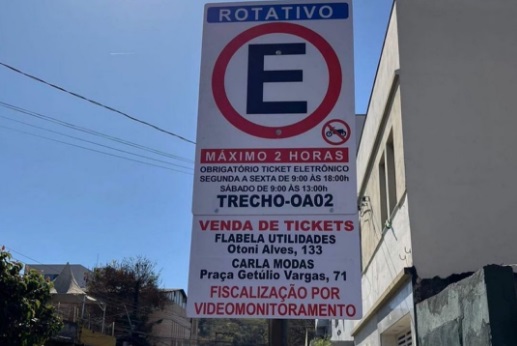 ROTATIVO
E
MÁXIMO 2 HORAS
OBRIGATÓRIO TICKET ELETRÔNICO
SEGUNDA A SEXTA DE 9:00 ÀS 18:00h
SÁBADO DE 9:00 ÀS 13:00h
TRECHO-OA02
VENDA DE TICKETS
FLABELA UTILIDADES
Otoni Alves, 133
CARLA MODAS
Praça Getúlio Vargas, 71
FISCALIZAÇÃO POR
VIDEOMONITORAMENTO